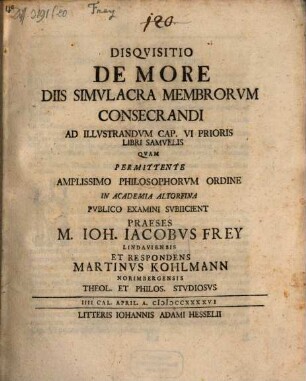 Frey
DISQVISITIO
DE MORE
DIIS SIMVLACRA MEMBRORVM
CONSECRANDI
AD ILLVSTRANDVM CAP. VI PRIORIS
LIBRI SAMVELIS
QVAM
PERMITTENTE
AMPLISSIMO PHILOSOPHORVM ORDINE
IN ACADEMIA ALTORFINA
PVBLICO EXAMINI SVBIICIENT
PRAESES
M. IOH. IACOBVS FREY
LINDAVIENSIS
ET RESPONDENS
MARTINVS KOHLMANN
NORIMBERGENSIS
THEOL. ET PHILOS. STVDIOSVS
IIII CAL. APRIL. A. CIↃIↃCCXXXXVI
LITTERIS IOHANNIS ADAMI HESSELII